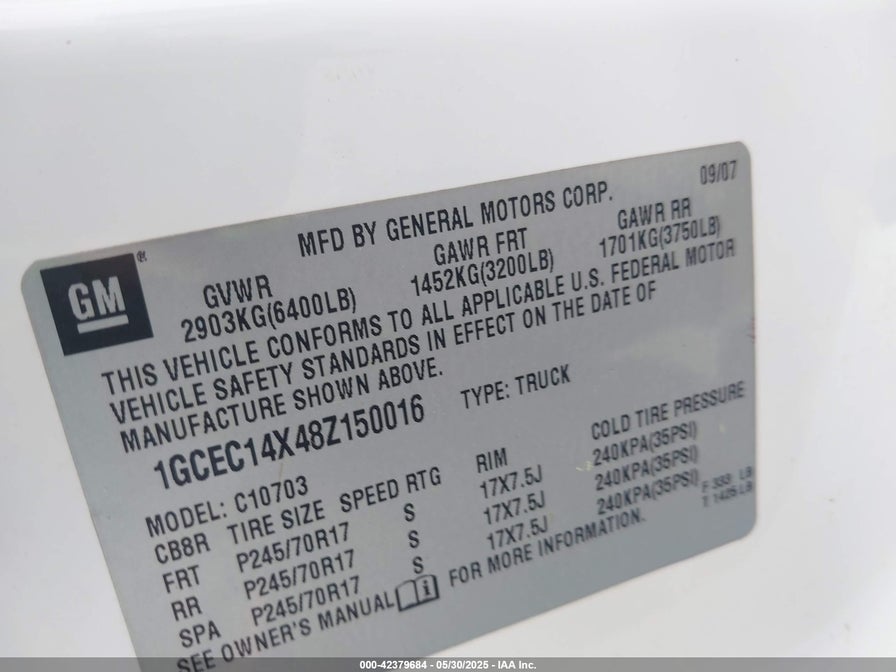 09/07
MFD BY GENERAL MOTORS CORP.
GM®
GVWR GAWR FRT GAWR RR
2903KG(6400LB) 1452KG(3200LB) 1701KG(3750LB)
THIS VEHICLE CONFORMS TO ALL APPLICABLE U.S. FEDERAL MOTOR
VEHICLE SAFETY STANDARDS IN EFFECT ON THE DATE OF
MANUFACTURE SHOWN ABOVE.
1GCEC14X48Z150016 TYPE: TRUCK
MODEL: C10703
CB8R TIRE SIZE SPEED RTG RIM COLD TIRE PRESSURE
FRT P245/70R17 S 17X7.5J 240KPA(35PSI)
RR P245/70R17 S 17X7.5J 240KPA(35PSI)
SPA P245/70R17 S 17X7.5J 240KPA(35PSI)
F: 333 LB
T: 1425 LB
SEE OWNER'S MANUAL FOR MORE INFORMATION.
000-42379684 - 05/30/2025 - IAA Inc.